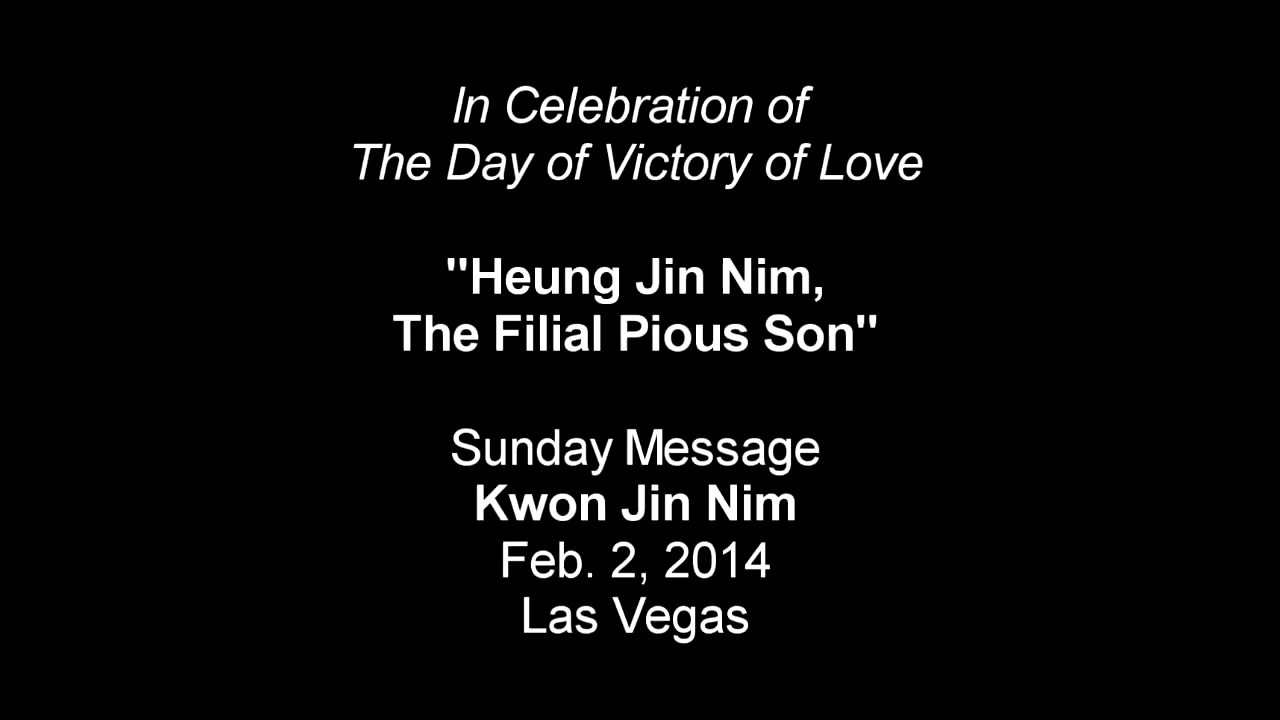 In Celebration of
The Day of Victory of Love
"Heung Jin Nim,
The Filial Pious Son"
Sunday Message
Kwon Jin Nim
Feb. 2, 2014
Las Vegas